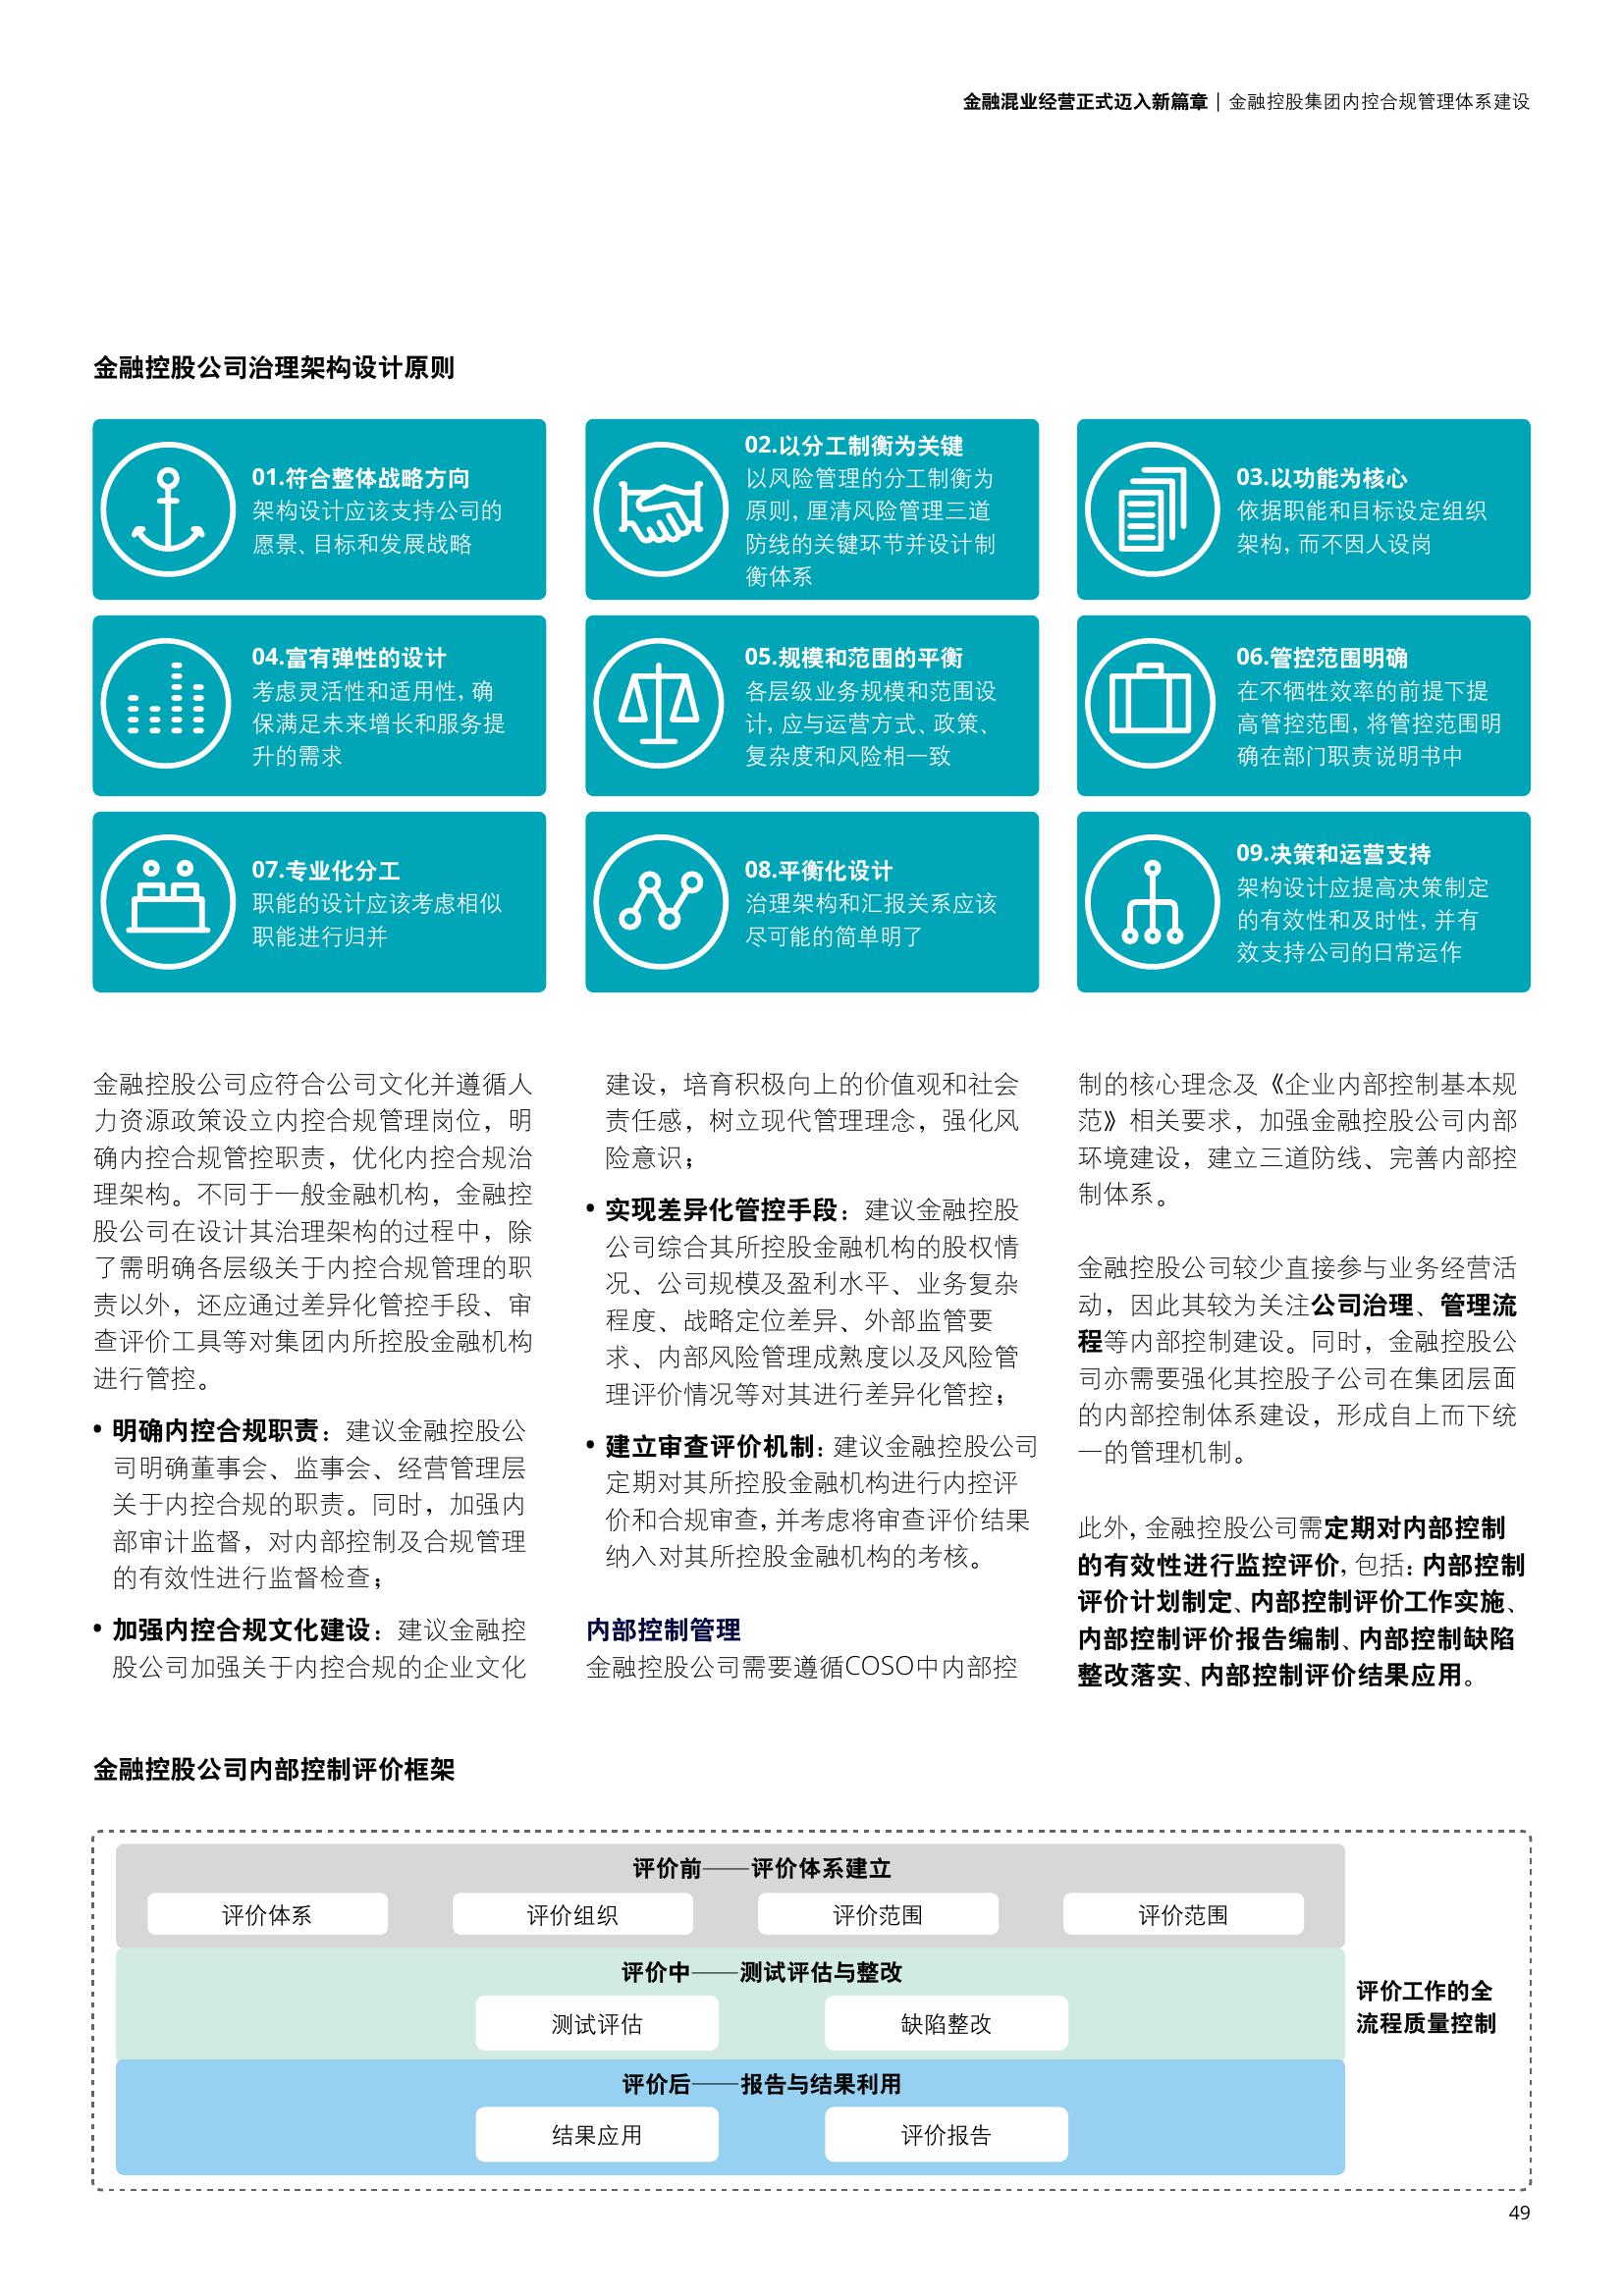 金融混业经营正式迈入新篇章 | 金融控股集团内控合规管理体系建设
金融控股公司治理架构设计原则
01.符合整体战略方向
架构设计应该支持公司的
愿景、目标和发展战略
02.以分工制衡为关键
以风险管理的分工制衡为
原则, 厘清风险管理三道
防线的关键环节并设计制
衡体系
03.以功能为核心
依据职能和目标设定组织
架构, 而不因人设岗
04.富有弹性的设计
考虑灵活性和适用性, 确
保满足未来增长和服务提
升的需求
05.规模和范围的平衡
各层级业务规模和范围设
计, 应与运营方式、政策、
复杂度和风险相一致
06.管控范围明确
在不牺牲效率的前提下提
高管控范围, 将管控范围明
确在部门职责说明书中
07.专业化分工
职能的设计应该考虑相似
职能进行归并
08.平衡化设计
治理架构和汇报关系应该
尽可能的简单明了
09.决策和运营支持
架构设计应提高决策制定
的有效性和及时性, 并有
效支持公司的日常运作
金融控股公司应符合公司文化并遵循人
力资源政策设立内控合规管理岗位，明
确内控合规管控职责，优化内控合规治
理架构。不同于一般金融机构，金融控
股公司在设计其治理架构的过程中，除
了需明确各层级关于内控合规管理的职
责以外，还应通过差异化管控手段、审
查评价工具等对集团内所控股金融机构
进行管控。
• 明确内控合规职责：建议金融控股公
司明确董事会、监事会、经营管理层
关于内控合规的职责。同时，加强内
部审计监督，对内部控制及合规管理
的有效性进行监督检查；
• 加强内控合规文化建设：建议金融控
股公司加强关于内控合规的企业文化
建设，培育积极向上的价值观和社会
责任感，树立现代管理理念，强化风
险意识；
• 实现差异化管控手段：建议金融控股
公司综合其所控股金融机构的股权情
况、公司规模及盈利水平、业务复杂
程度、战略定位差异、外部监管要
求、内部风险管理成熟度以及风险管
理评价情况等对其进行差异化管控；
• 建立审查评价机制: 建议金融控股公司
定期对其所控股金融机构进行内控评
价和合规审查, 并考虑将审查评价结果
纳入对其所控股金融机构的考核。
内部控制管理
金融控股公司需要遵循COSO中内部控
制的核心理念及《企业内部控制基本规
范》相关要求，加强金融控股公司内部
环境建设，建立三道防线、完善内部控
制体系。
金融控股公司较少直接参与业务经营活
动，因此其较为关注公司治理、管理流
程等内部控制建设。同时，金融控股公
司亦需要强化其控股子公司在集团层面
的内部控制体系建设，形成自上而下统
一的管理机制。
此外, 金融控股公司需定期对内部控制
的有效性进行监控评价, 包括: 内部控制
评价计划制定、内部控制评价工作实施、
内部控制评价报告编制、内部控制缺陷
整改落实、内部控制评价结果应用。
金融控股公司内部控制评价框架
评价前——评价体系建立
评价体系
评价组织
评价范围
评价范围
评价中——测试评估与整改
测试评估
缺陷整改
评价后——报告与结果利用
结果应用
评价报告
评价工作的全
流程质量控制
49